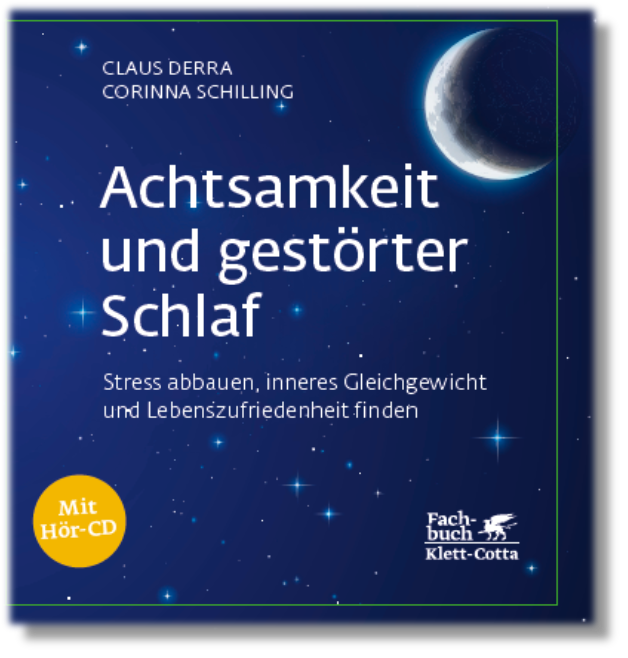 CLAUS DERRA
CORINNA SCHILLING
Achtsamkeit
und gestörter
Schlaf
Stress abbauen, inneres Gleichgewicht
und Lebenszufriedenheit finden
Mit
Hör-CD
Fach-
buch
Klett-Cotta